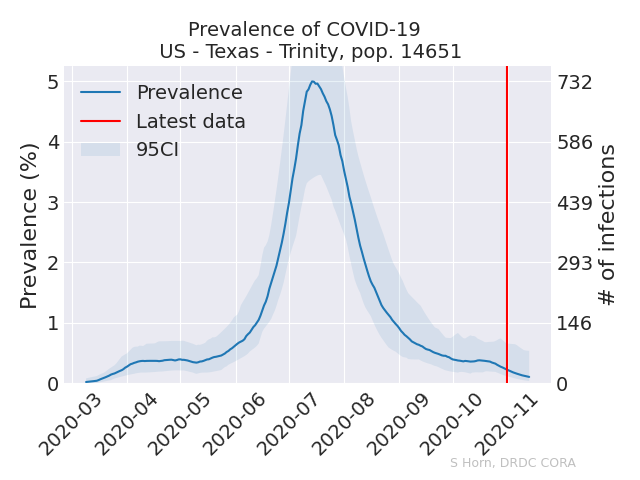 Prevalence of COVID-19
US - Texas - Trinity, pop. 14651
Prevalence
Latest data
95CI
Prevalence (%)
5
4
3
2
1
0
732
586
439
293
146
0
# of infections
2020-03
2020-04
2020-05
2020-06
2020-07
2020-08
2020-09
2020-10
2020-11
S Horn, DRDC CORA